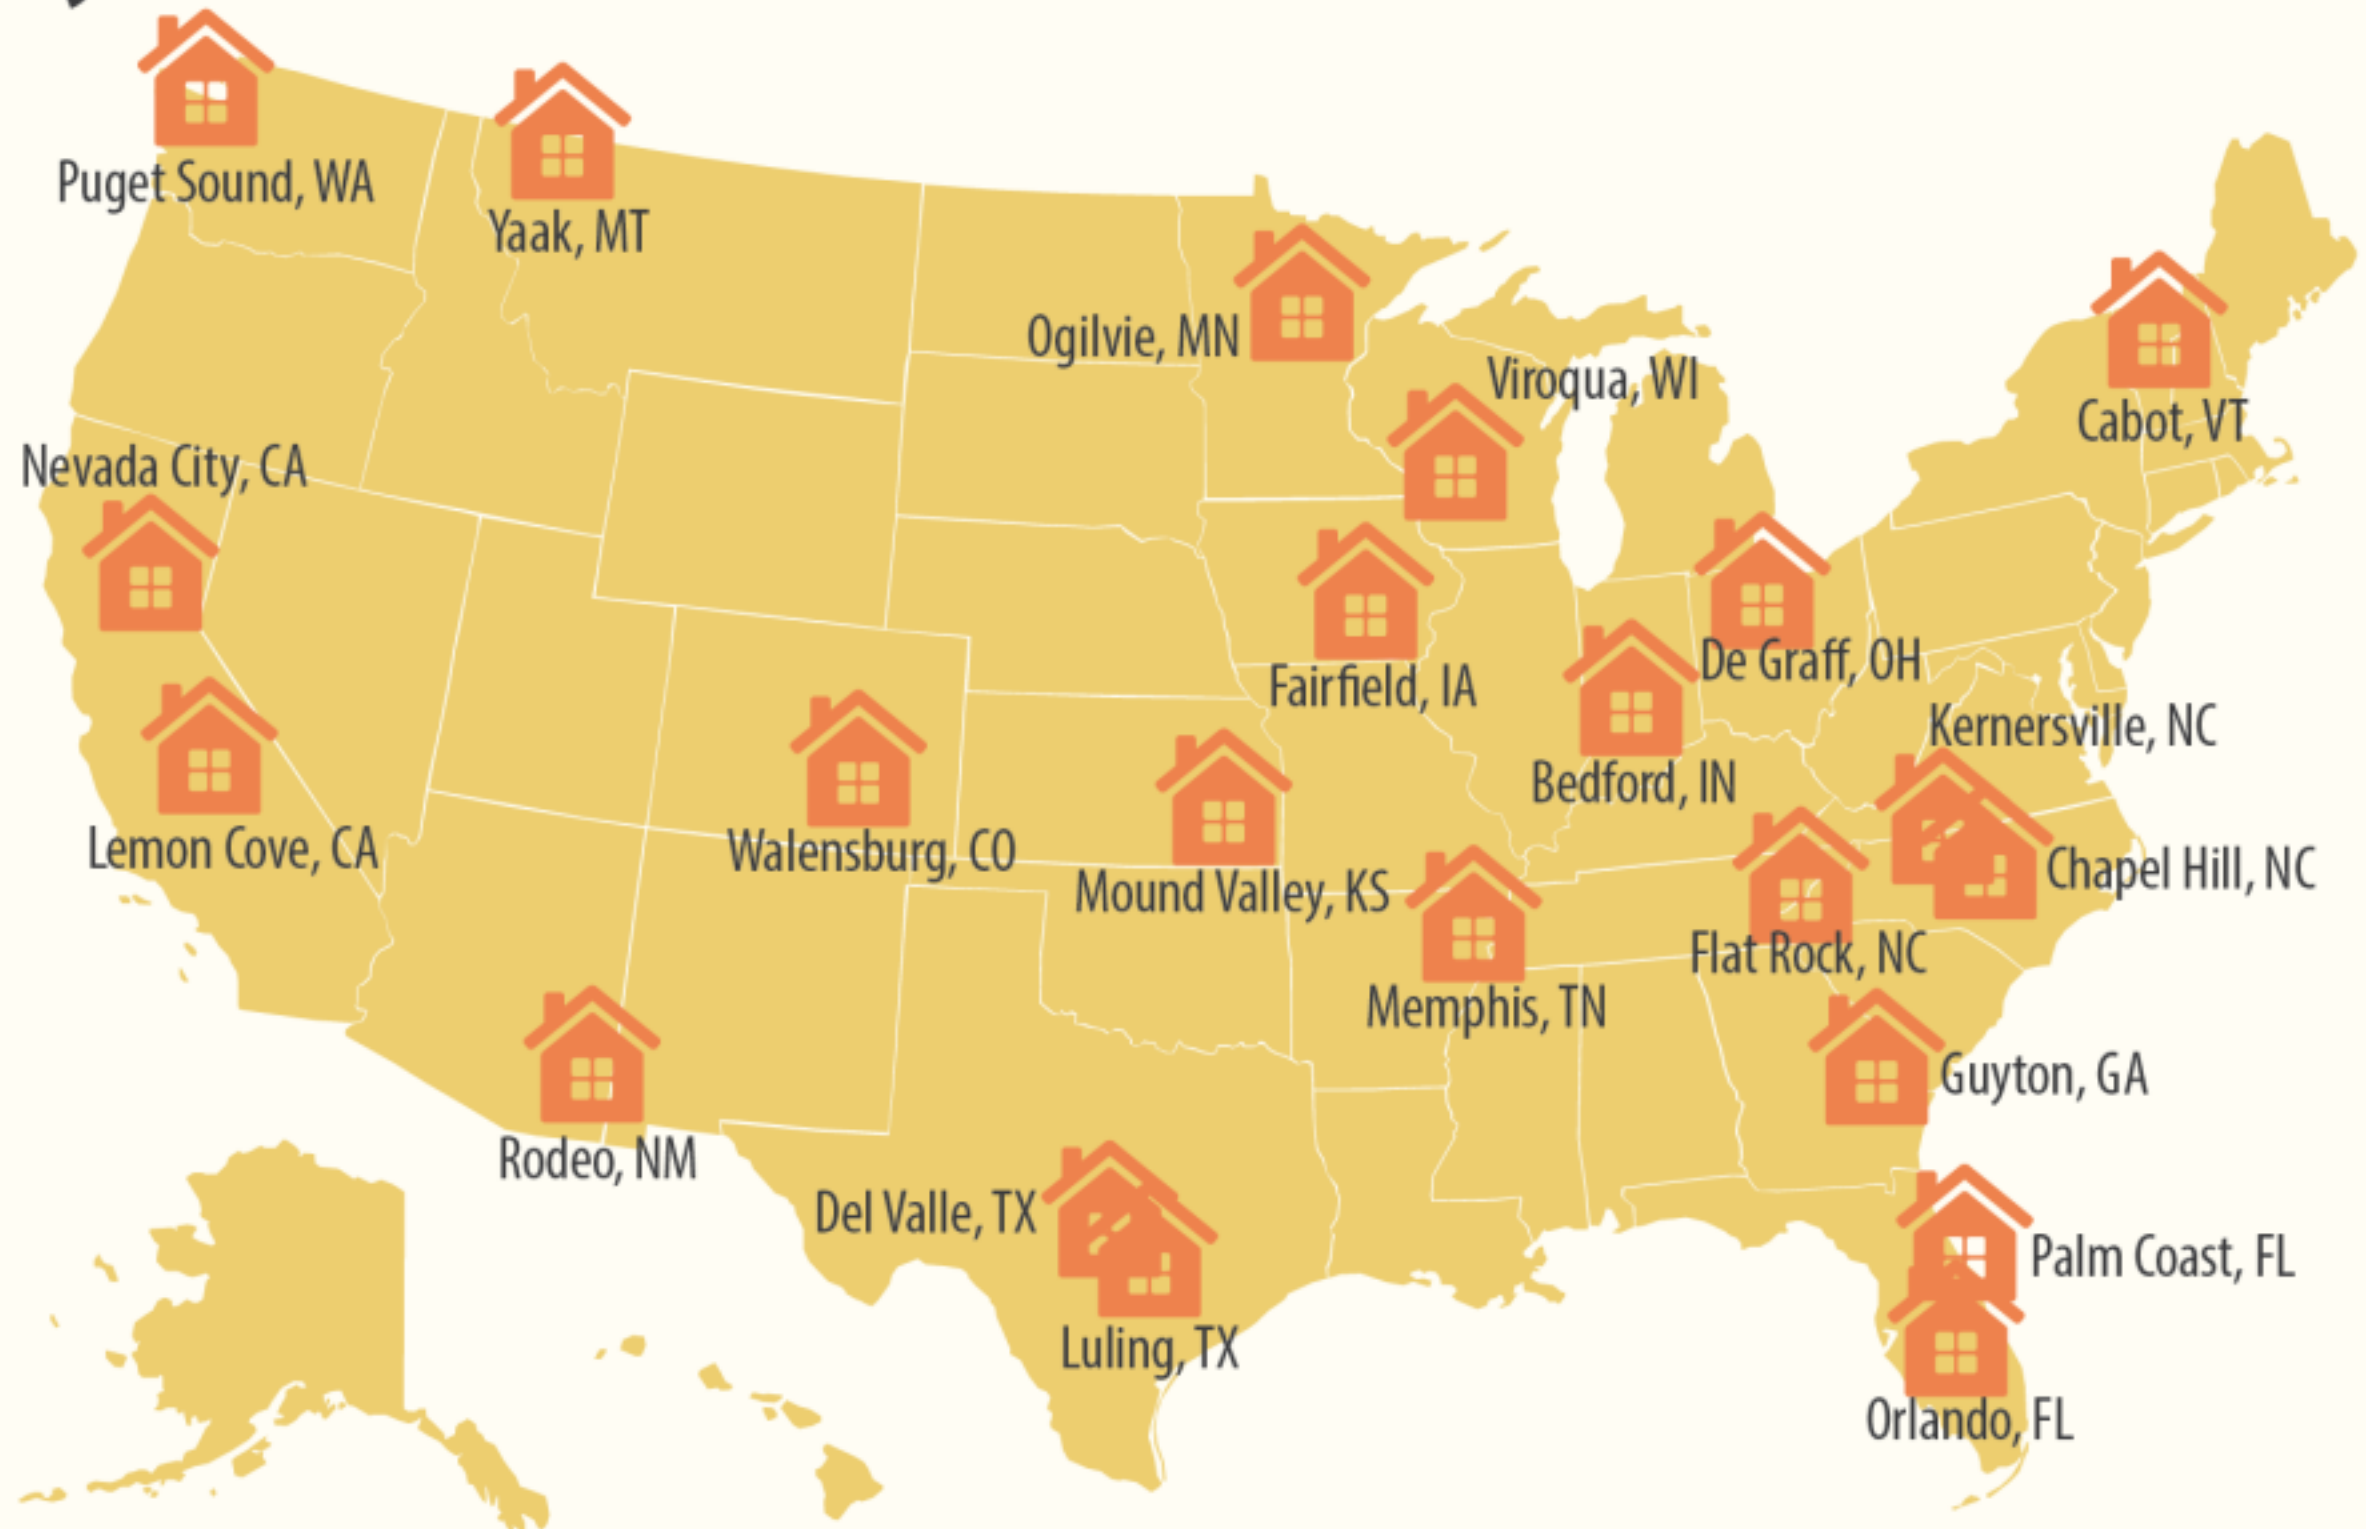 Puget Sound, WA
Yaak, MT
Ogilvie, MN
Viroqua, WI
Cabot, VT
Nevada City, CA
De Graff, OH
Fairfield, IA
Kernersville, NC
Bedford, IN
Lemon Cove, CA
Walensburg, CO
Chapel Hill, NC
Mound Valley, KS
Flat Rock, NC
Memphis, TN
Guyton, GA
Rodeo, NM
Del Valle, TX
Palm Coast, FL
Luling, TX
Orlando, FL